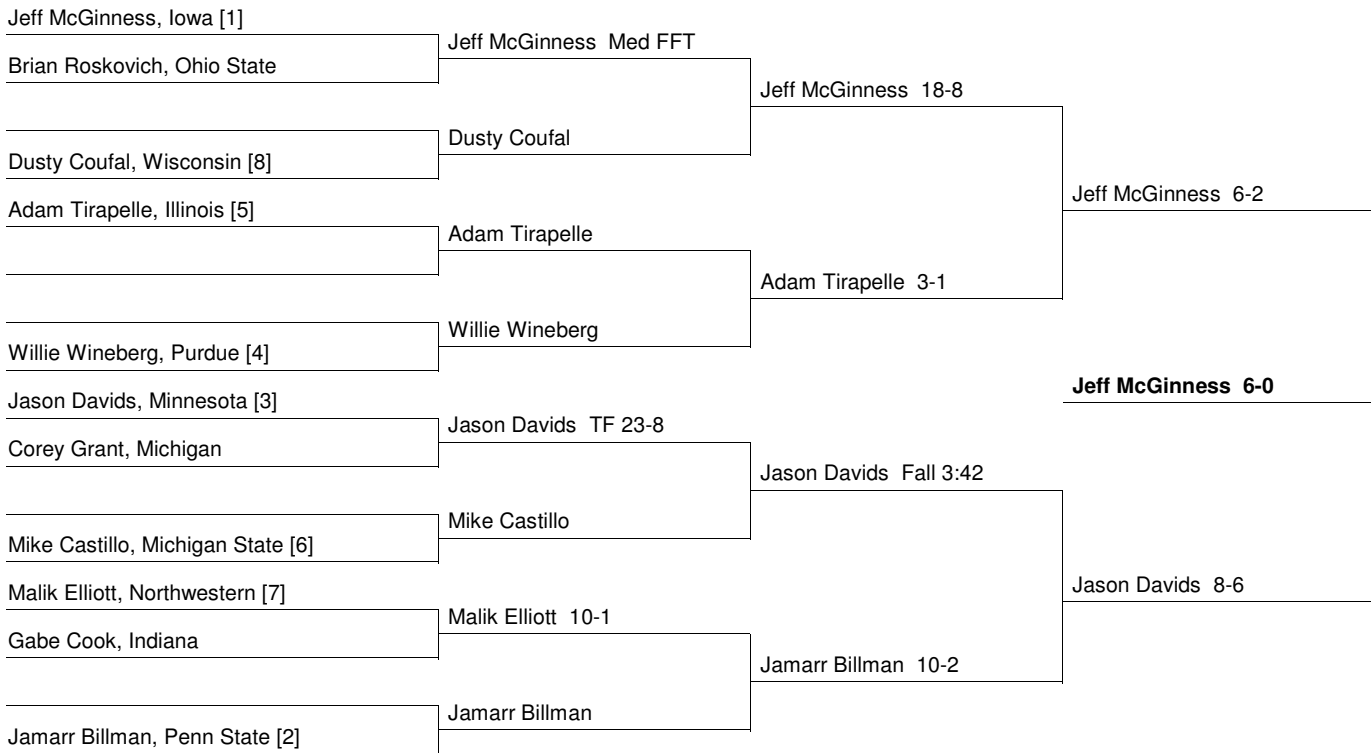 Jeff McGinness, Iowa [1]
Brian Roskovich, Ohio State
Dusty Coufal, Wisconsin [8]
Adam Tirapelle, Illinois [5]
Willie Wineberg, Purdue [4]
Jason Davids, Minnesota [3]
Corey Grant, Michigan
Mike Castillo, Michigan State [6]
Malik Elliott, Northwestern [7]
Gabe Cook, Indiana
Jamarr Billman, Penn State [2]
Jeff McGinness Med FFT
Dusty Coufal
Adam Tirapelle
Willie Wineberg
Jason Davids TF 23-8
Mike Castillo
Malik Elliott 10-1
Jamarr Billman
Jeff McGinness 18-8
Adam Tirapelle 3-1
Jason Davids Fall 3:42
Jamarr Billman 10-2
Jeff McGinness 6-2
Jeff McGinness 6-0
Jason Davids 8-6